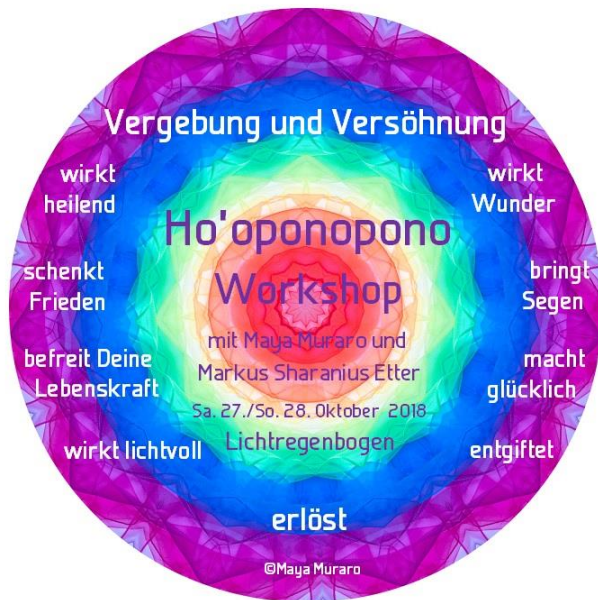 Vergebung und Versöhnung
wirkt
heilend
wirkt
Wunder
Ho'oponopono
Workshop
schenkt
Frieden
bringt
Segen
mit Maya Muraro und
Markus Sharanius Etter
befreit Deine
Lebenskraft
macht
glücklich
Sa. 27./So. 28. Oktober 2018
Lichtregenbogen
wirkt lichtvoll
entgiftet
erlöst
©Maya Muraro